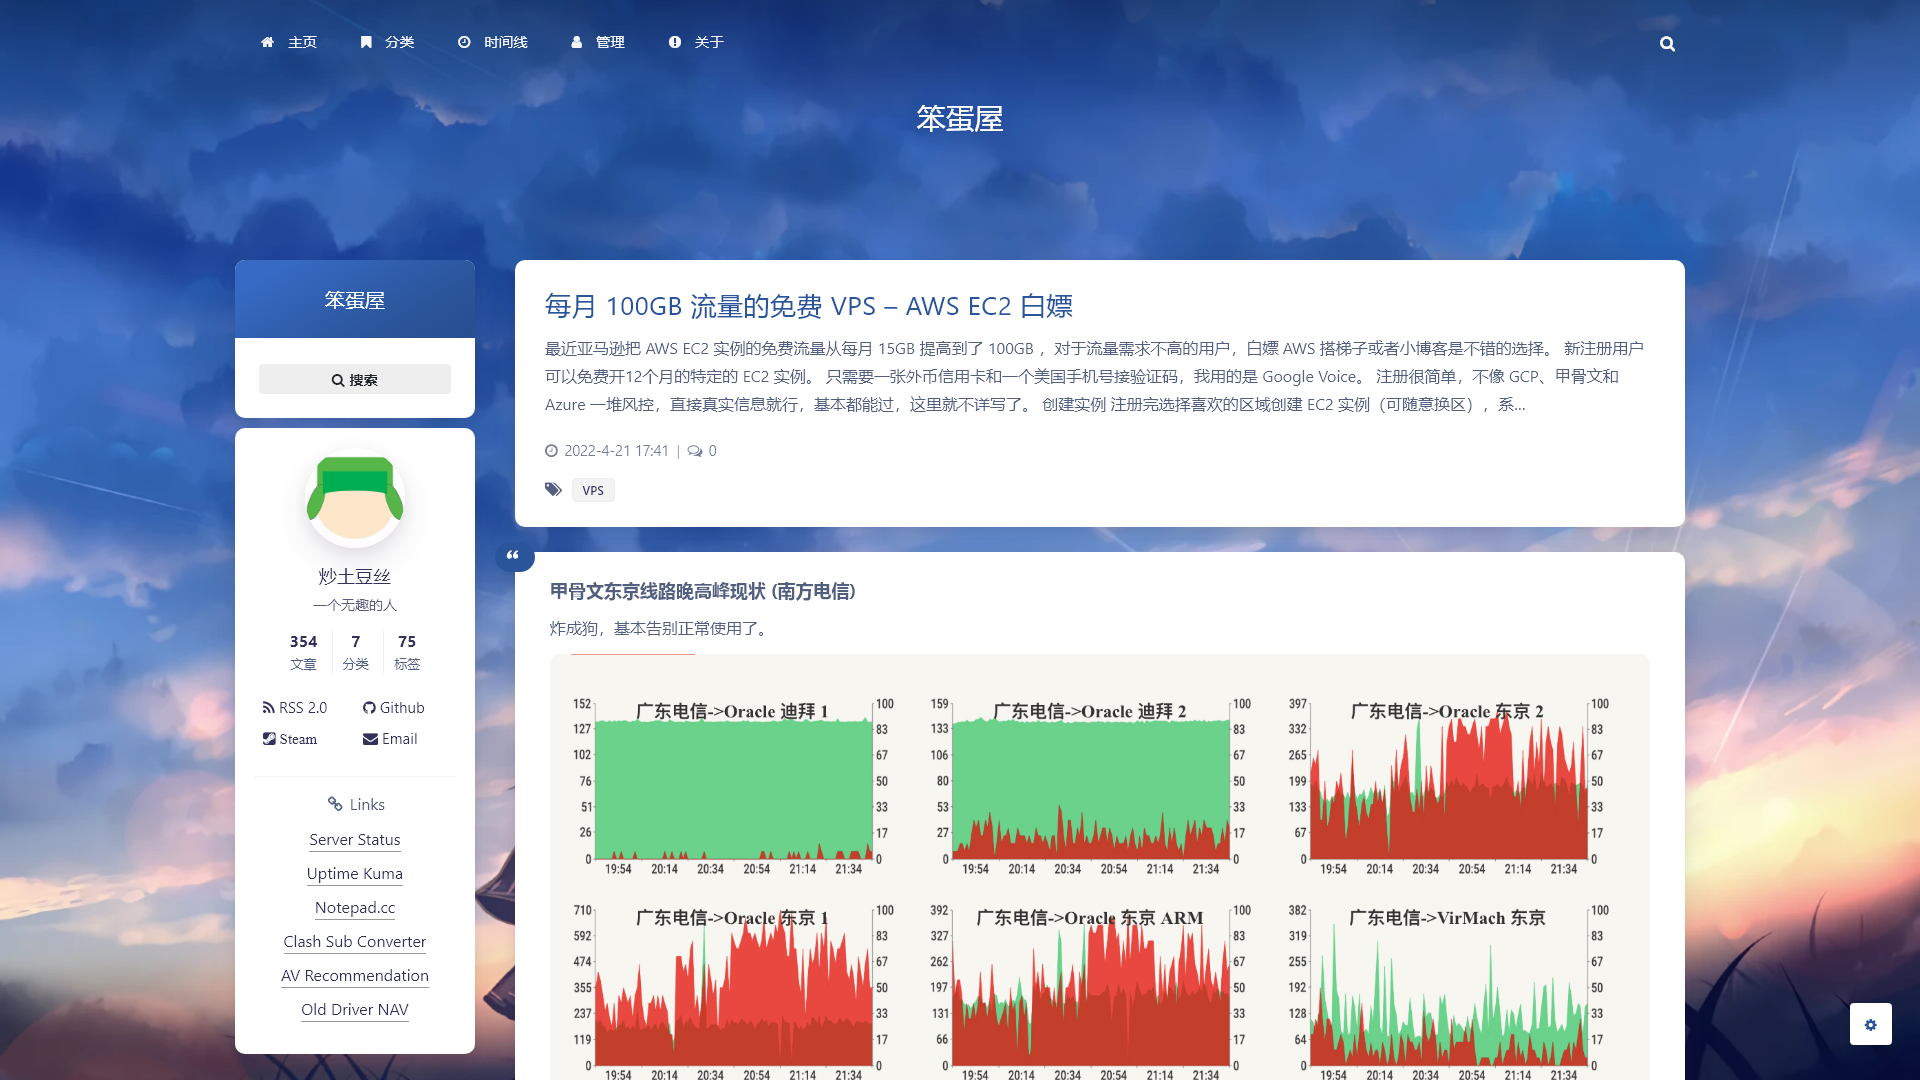 主页
分类
时间线
管理
关于
笨蛋屋
笨蛋屋
搜索
炒土豆丝
一个无趣的人
354 7 75
文章 分类 标签
RSS 2.0 Github
Steam Email
Links
Server Status
Uptime Kuma
Notepad.cc
Clash Sub Converter
AV Recommendation
Old Driver NAV
每月 100GB 流量的免费 VPS – AWS EC2 白嫖
最近亚马逊把 AWS EC2 实例的免费流量从每月 15GB 提高到了 100GB ，对于流量需求不高的用户，白嫖 AWS 搭梯子或者小博客是不错的选择。 新注册用户
可以免费开12个月的特定的 EC2 实例。 只需要一张外币信用卡和一个美国手机号接验证码，我用的是 Google Voice。 注册很简单，不像 GCP、甲骨文和
Azure 一堆风控，直接真实信息就行，基本都能过，这里就不详写了。 创建实例 注册完选择喜欢的区域创建 EC2 实例（可随意换区），系...
2022-4-21 17:41 | 0
VPS
甲骨文东京线路晚高峰现状 (南方电信)
炸成狗，基本告别正常使用了。
广东电信->Oracle 迪拜 1
152 127 102 76 51 26 0
100 83 67 50 33 17 0
19:54 20:14 20:34 20:54 21:14 21:34
广东电信->Oracle 迪拜 2
159 133 106 80 53 27 0
100 83 67 50 33 17 0
19:54 20:14 20:34 20:54 21:14 21:34
广东电信->Oracle 东京 2
397 332 265 199 133 67 0
100 83 67 50 33 17 0
19:54 20:14 20:34 20:54 21:14 21:34
广东电信->Oracle 东京 1
710 592 474 355 237 119 0
100 83 67 50 33 17 0
19:54 20:14 20:34 20:54 21:14 21:34
广东电信->Oracle 东京 ARM
392 327 262 197 131 66 0
100 83 67 50 33 17 0
19:54 20:14 20:34 20:54 21:14 21:34
广东电信->VirMach 东京
382 319 255 192 128 64 0
100 83 67 50 33 17 0
19:54 20:14 20:34 20:54 21:14 21:34